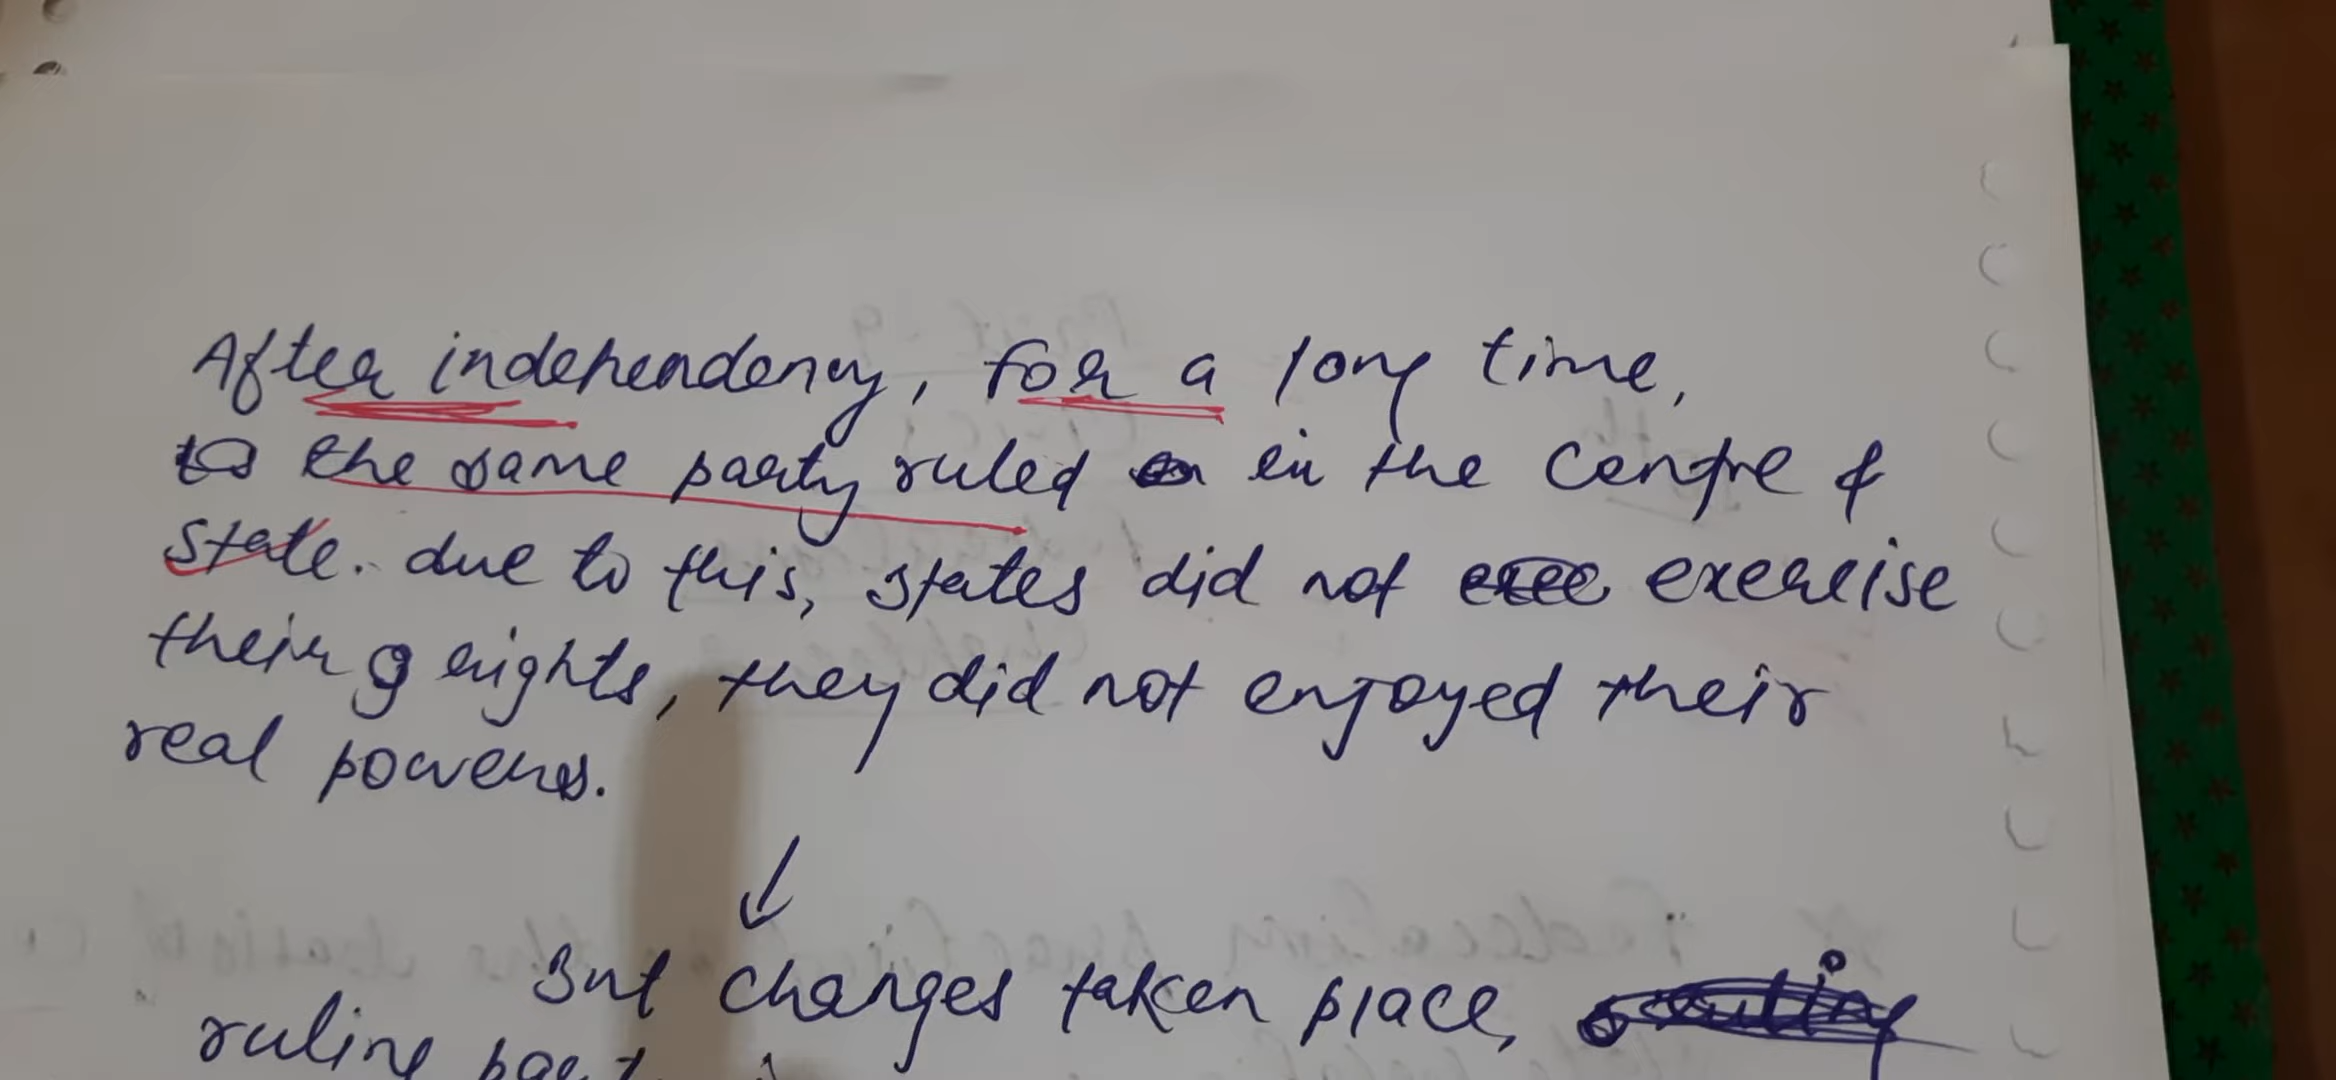 After independency, for a long time,
the same party ruled in the Centre &
state. due to this, states did not exercise
their rights, they did not enjoyed their
real powers.
↓
But changes taken place,
ruling